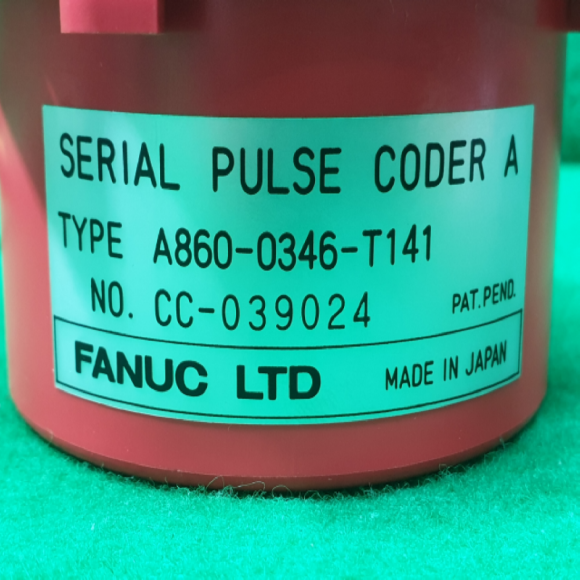 SERIAL PULSE CODER A
TYPE A860-0346-T141
NO. CC-039024 PAT.PEND.
FANUC LTD MADE IN JAPAN